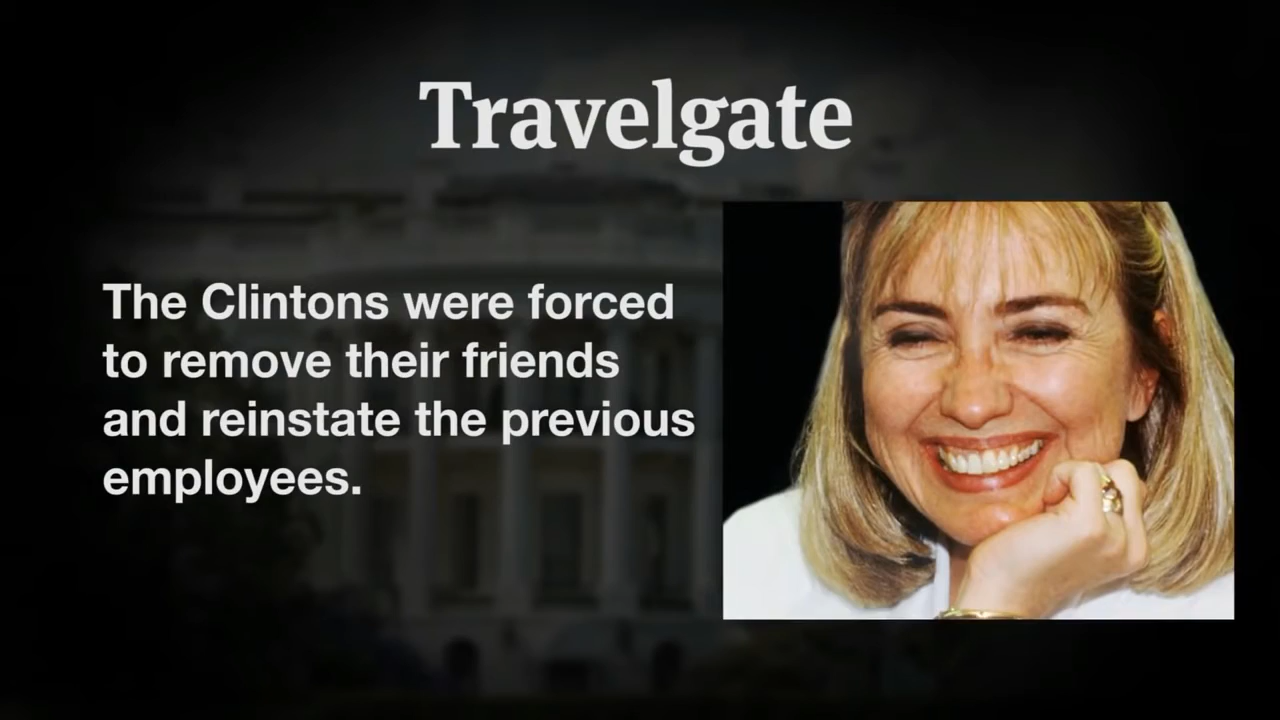 Travelgate
The Clintons were forced
to remove their friends
and reinstate the previous
employees.